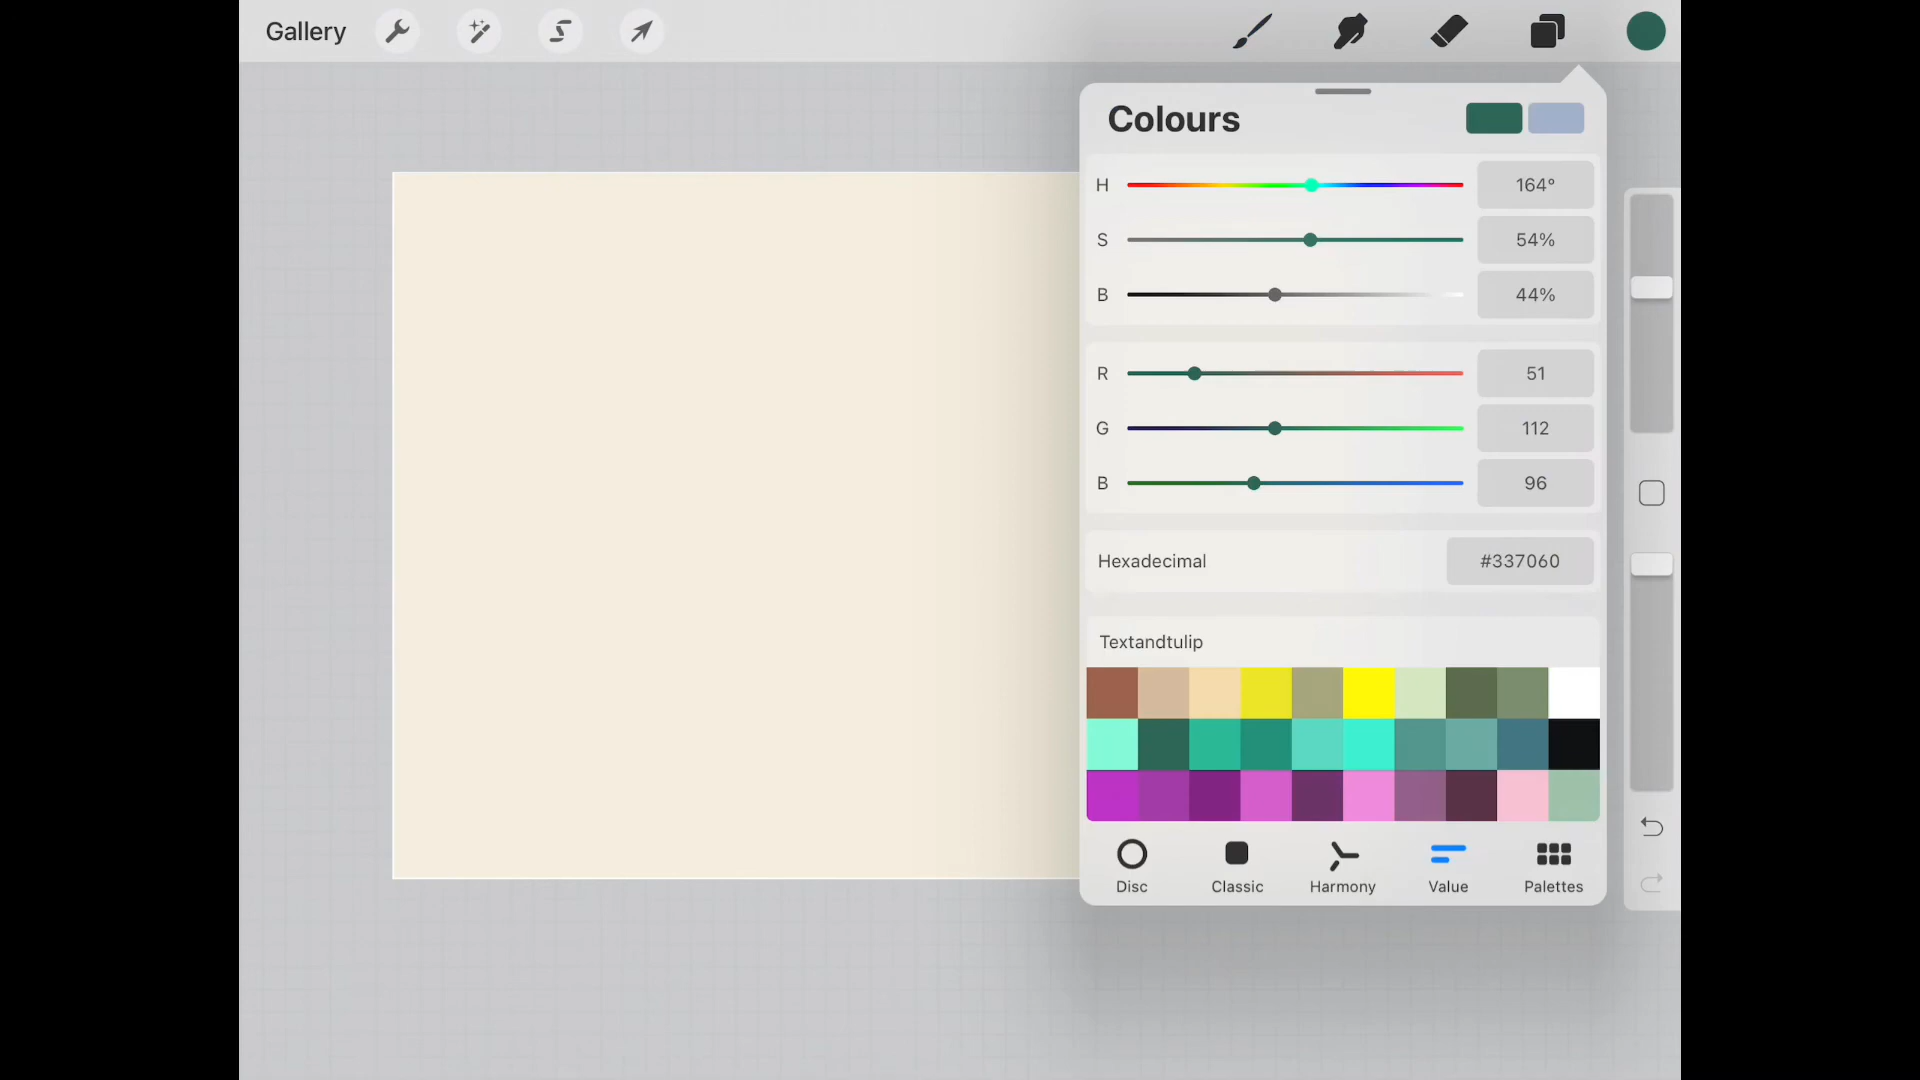 Gallery
Colours
H 164°
S 54%
B 44%
R 51
G 112
B 96
Hexadecimal #337060
Textandtulip
Disc Classic Harmony Value Palettes